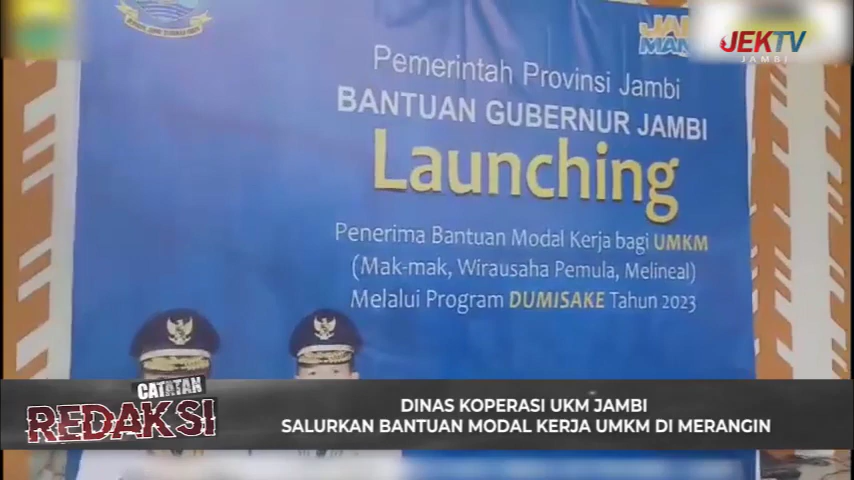 JEKTV
JAMBI
Pemerintah Provinsi Jambi
BANTUAN GUBERNUR JAMBI
Launching
Penerima Bantuan Modal Kerja bagi UMKM
(Mak-mak, Wirausaha Pemula, Melineal)
Melalui Program DUMISAKE Tahun 2023
CATATAN
REDAKSI
DINAS KOPERASI UKM JAMBI
SALURKAN BANTUAN MODAL KERJA UMKM DI MERANGIN